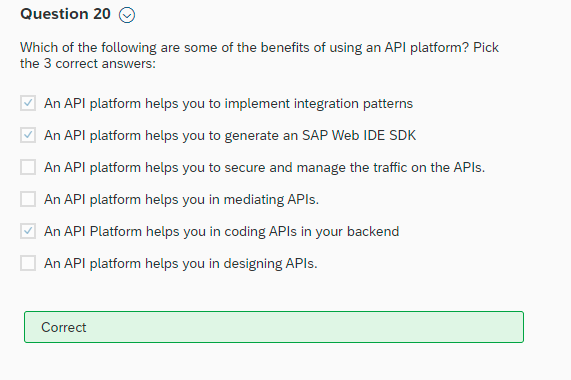 Question 20
Which of the following are some of the benefits of using an API platform? Pick
the 3 correct answers:
An API platform helps you to implement integration patterns
An API platform helps you to generate an SAP Web IDE SDK
An API platform helps you to secure and manage the traffic on the APIs.
An API platform helps you in mediating APIs.
An API Platform helps you in coding APIs in your backend
An API platform helps you in designing APIs.
Correct